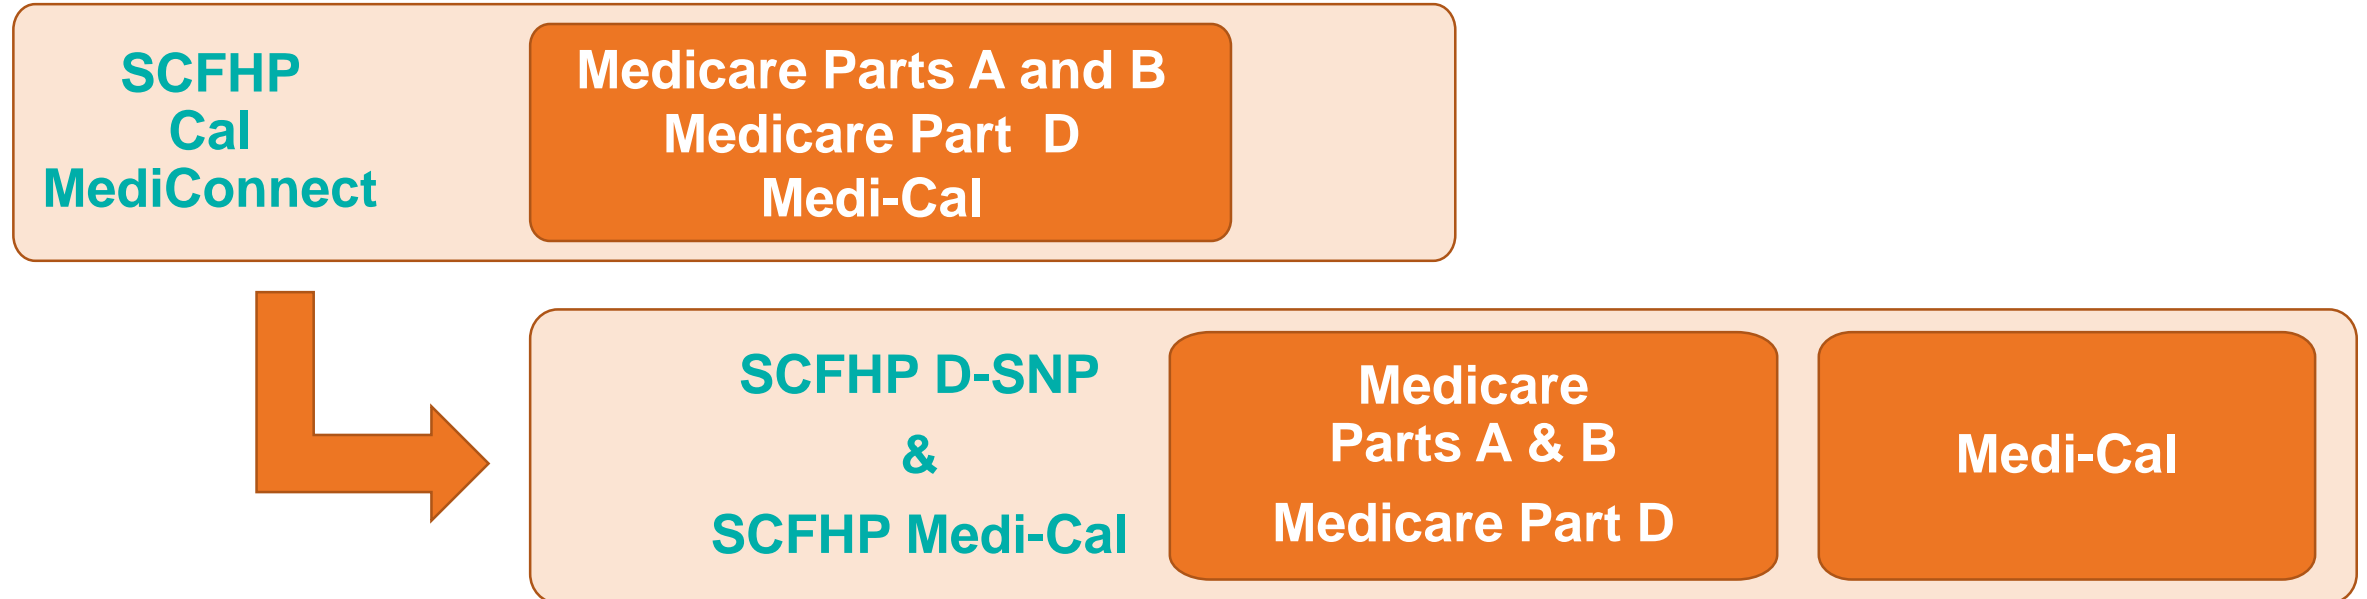 SCFHP
Cal
MediConnect
Medicare Parts A and B
Medicare Part D
Medi-Cal
SCFHP D-SNP
&
SCFHP Medi-Cal
Medicare
Parts A & B
Medicare Part D
Medi-Cal